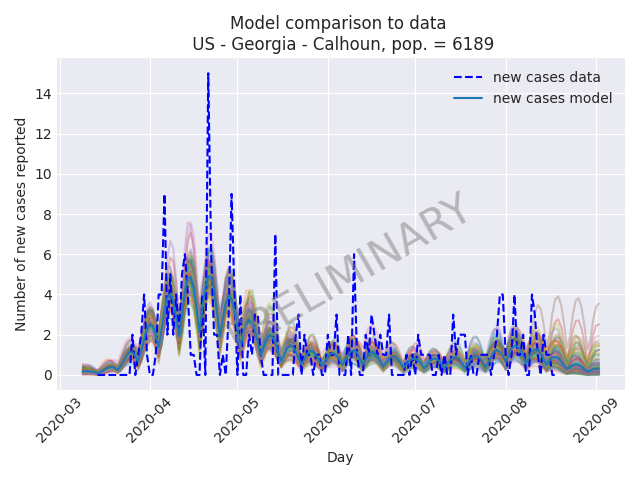 Model comparison to data
US - Georgia - Calhoun, pop. = 6189
new cases data
new cases model
Number of new cases reported
14
12
10
8
6
4
2
0
PRELIMINARY
2020-03
2020-04
2020-05
2020-06
2020-07
2020-08
2020-09
Day